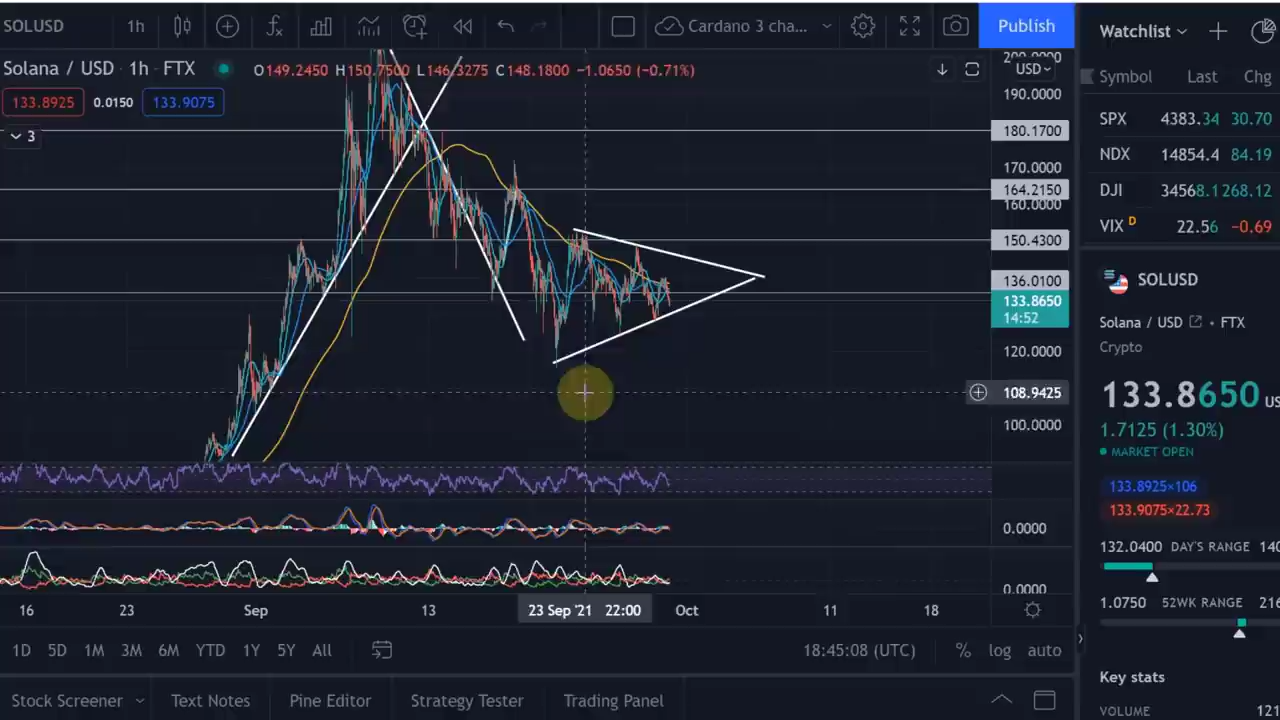 SOLUSD 1h Cardano 3 cha... Publish
Solana / USD · 1h · FTX O149.2450 H150.7500 L146.3275 C148.1800 −1.0650 (−0.71%)
133.8925 0.0150 133.9075
3
200.0000
USD
190.0000
180.1700
170.0000
164.2150
160.0000
150.4300
136.0100
133.8650
14:52
120.0000
108.9425
100.0000
0.0000
0.0000
16 23 Sep 13 23 Sep '21 22:00 Oct 11 18
1D 5D 1M 3M 6M YTD 1Y 5Y All 18:45:08 (UTC) % log auto
Stock Screener Text Notes Pine Editor Strategy Tester Trading Panel
Watchlist
Symbol Last Chg
SPX 4383.34 30.70
NDX 14854.4 84.19
DJI 34568.1 268.12
VIX D 22.56 −0.69
SOLUSD
Solana / USD • FTX
Crypto
133.8650 US
1.7125 (1.30%)
MARKET OPEN
133.8925×106
133.9075×22.73
132.0400 DAY'S RANGE 140
1.0750 52WK RANGE 216
Key stats
VOLUME 121